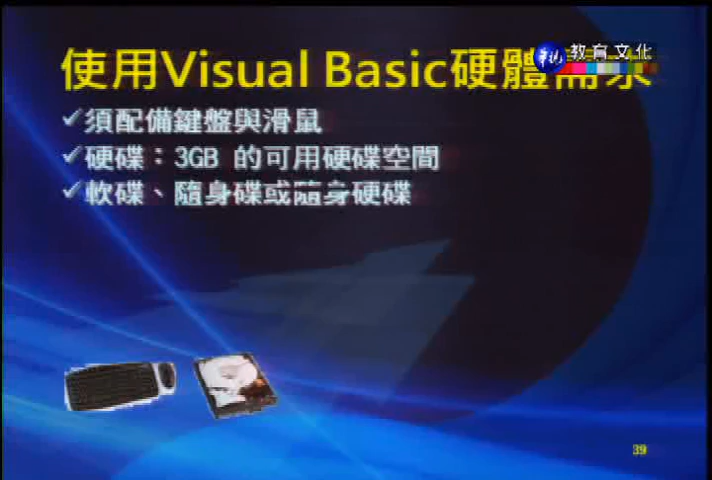 使用Visual Basic硬體需求
教育文化
須配備鍵盤與滑鼠
硬碟：3GB 的可用硬碟空間
軟碟、隨身碟或隨身硬碟
39